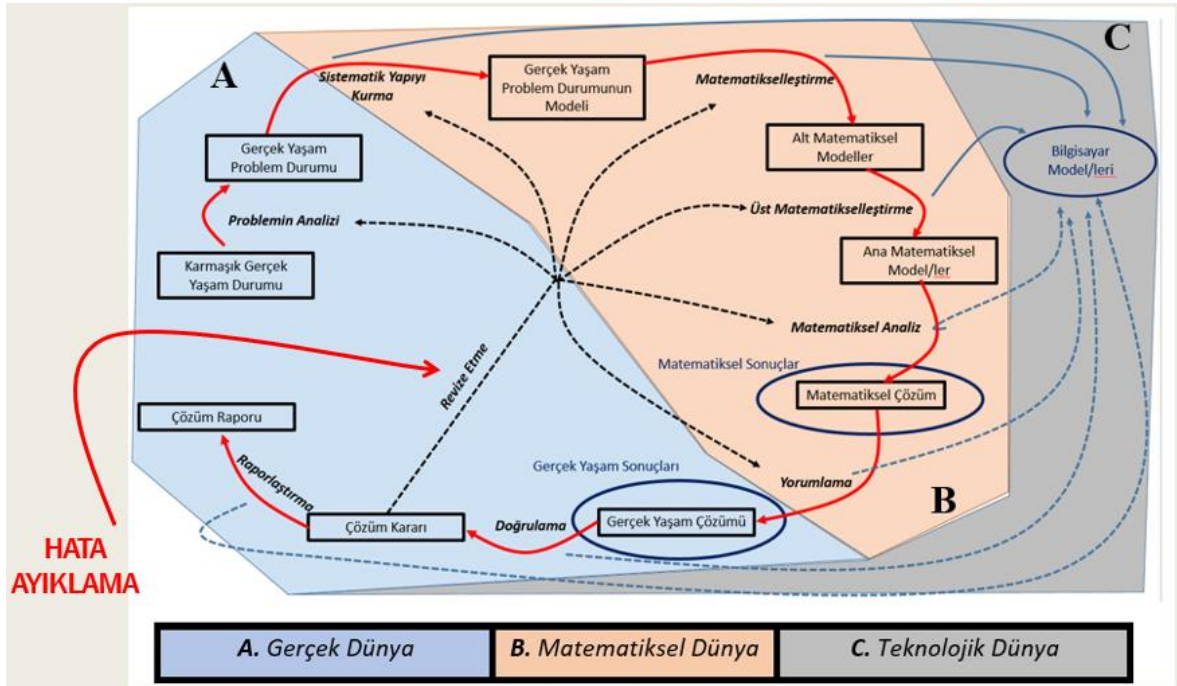 A
C
Sistematik Yapıyı
Kurma
Gerçek Yaşam
Problem Durumunun
Modeli
Matematikselleştirme
Gerçek Yaşam
Problem Durumu
Alt Matematiksel
Modeller
Bilgisayar
Model/leri
Problemin Analizi
Üst Matematikselleştirme
Karmaşık Gerçek
Yaşam Durumu
Ana Matematiksel
Model/ler
Matematiksel Analiz
Revize Etme
Matematiksel Sonuçlar
Matematiksel Çözüm
Çözüm Raporu
Raporlaştırma
Gerçek Yaşam Sonuçları
Yorumlama
B
Çözüm Kararı
Doğrulama
Gerçek Yaşam Çözümü
HATA
AYIKLAMA
A. Gerçek Dünya
B. Matematiksel Dünya
C. Teknolojik Dünya